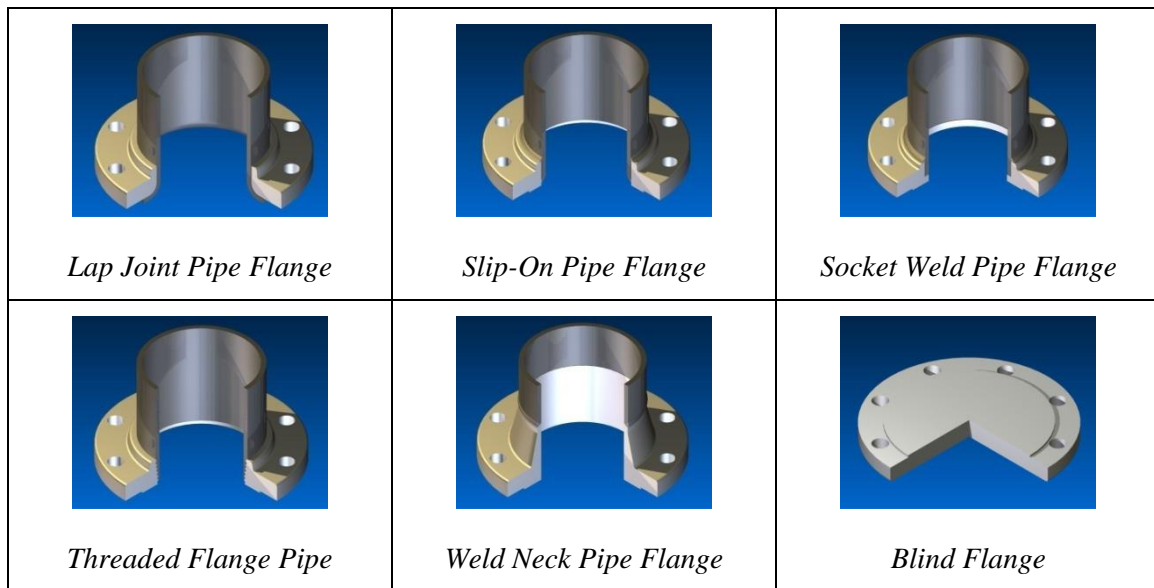 Lap Joint Pipe Flange
Slip-On Pipe Flange
Socket Weld Pipe Flange
Threaded Flange Pipe
Weld Neck Pipe Flange
Blind Flange